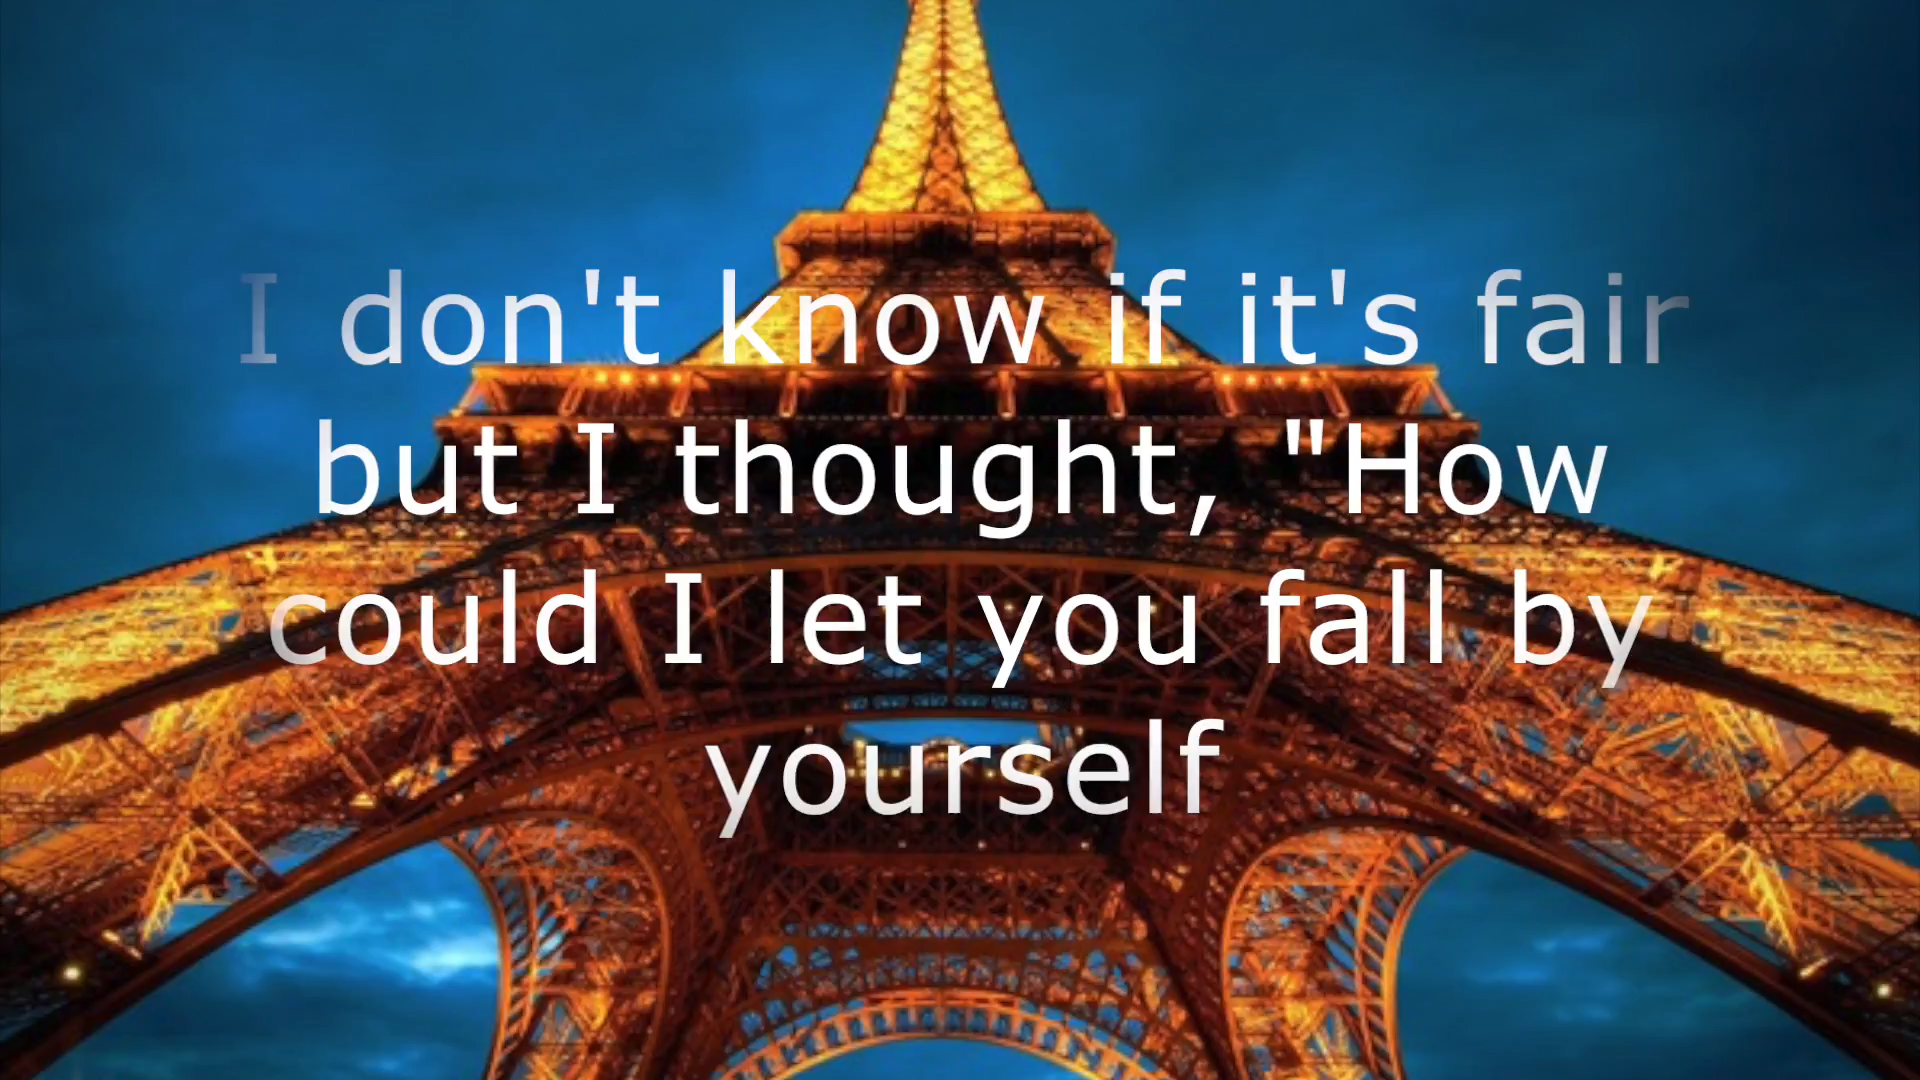 I don't know if it's fair
but I thought, "How
could I let you fall by
yourself